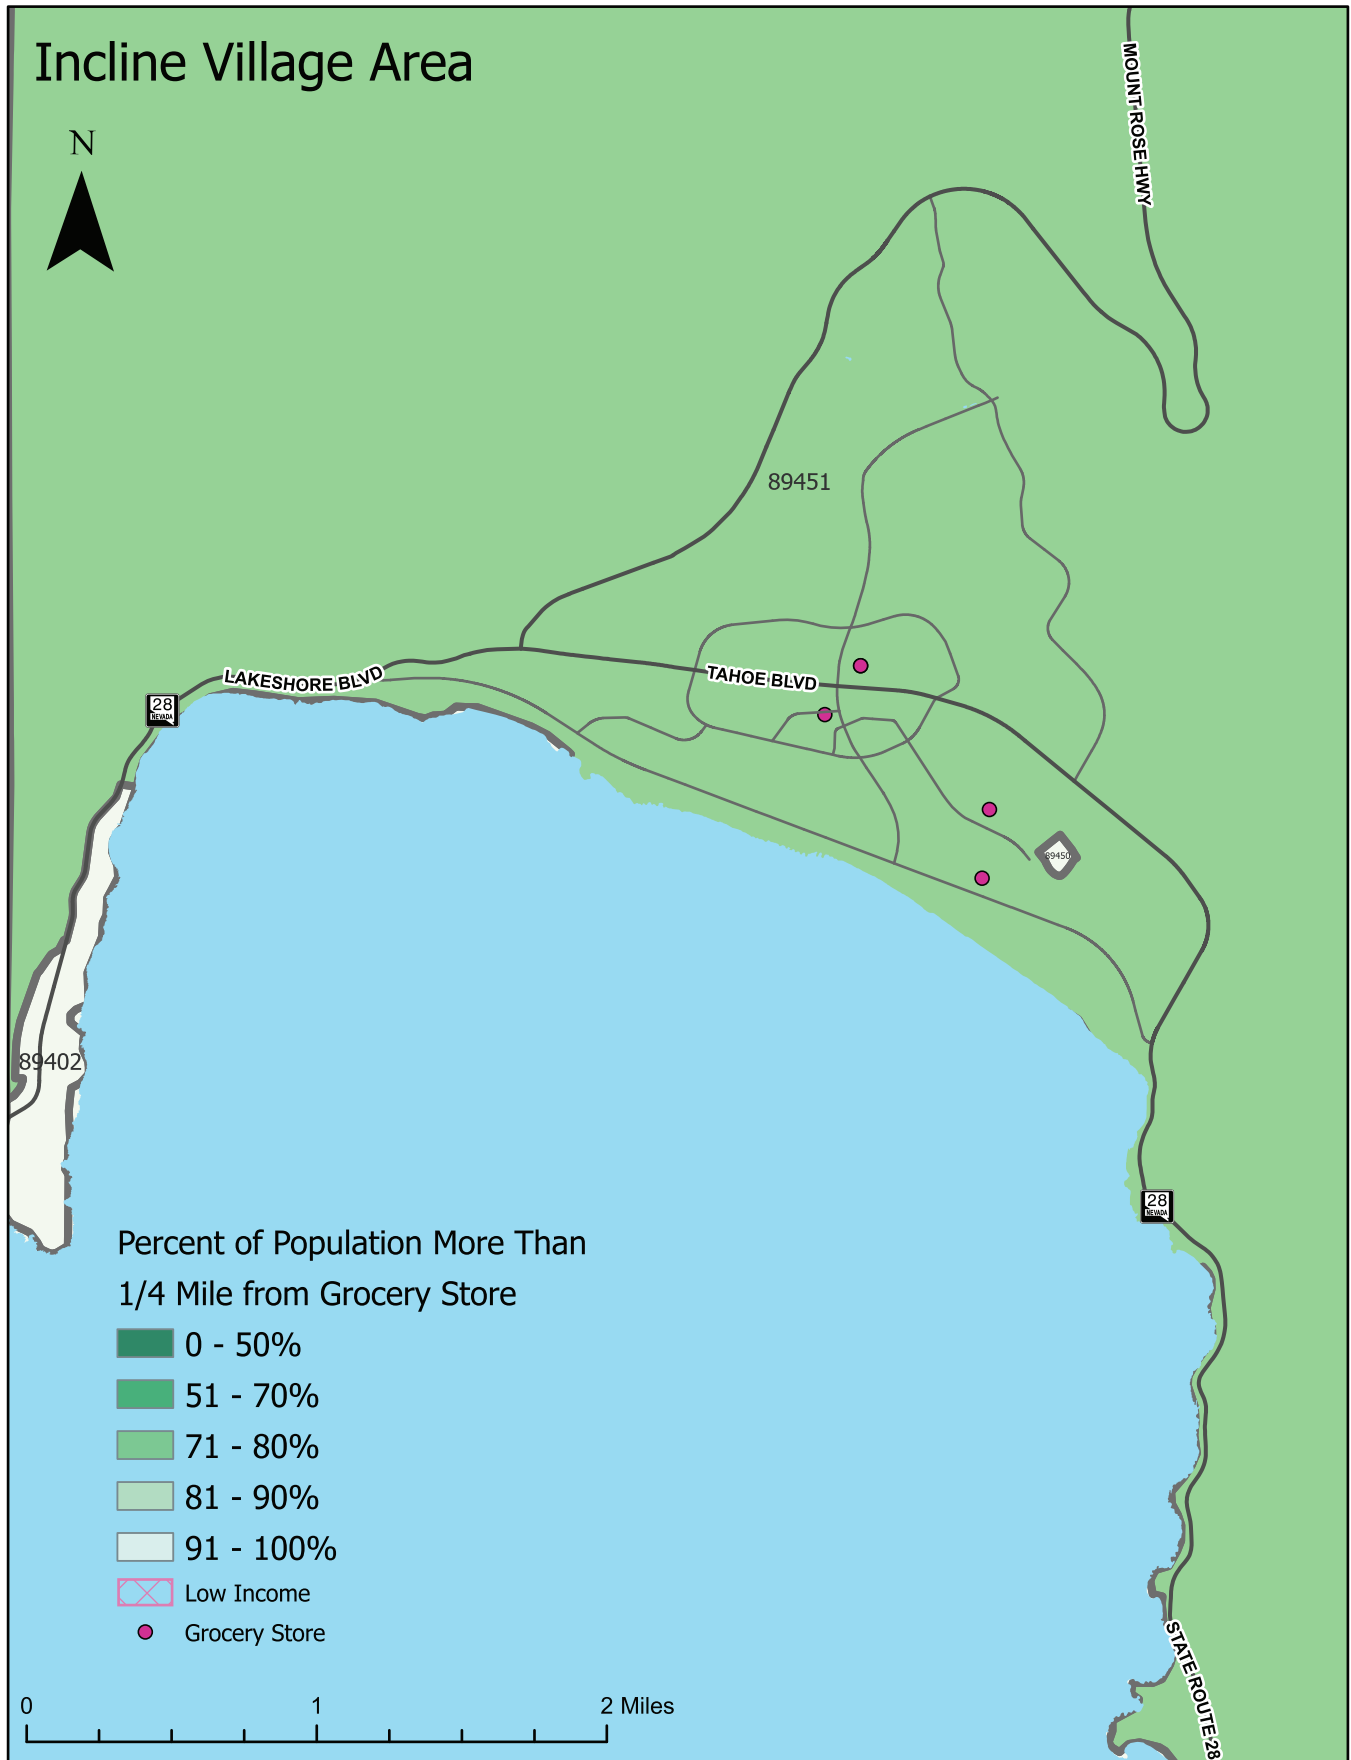 Incline Village Area
N
MOUNT ROSE HWY
89451
LAKESHORE BLVD
TAHOE BLVD
28
NEVADA
89450
89402
28
NEVADA
Percent of Population More Than
1/4 Mile from Grocery Store
0 - 50%
51 - 70%
71 - 80%
81 - 90%
91 - 100%
Low Income
Grocery Store
STATE ROUTE 28
0 1 2 Miles